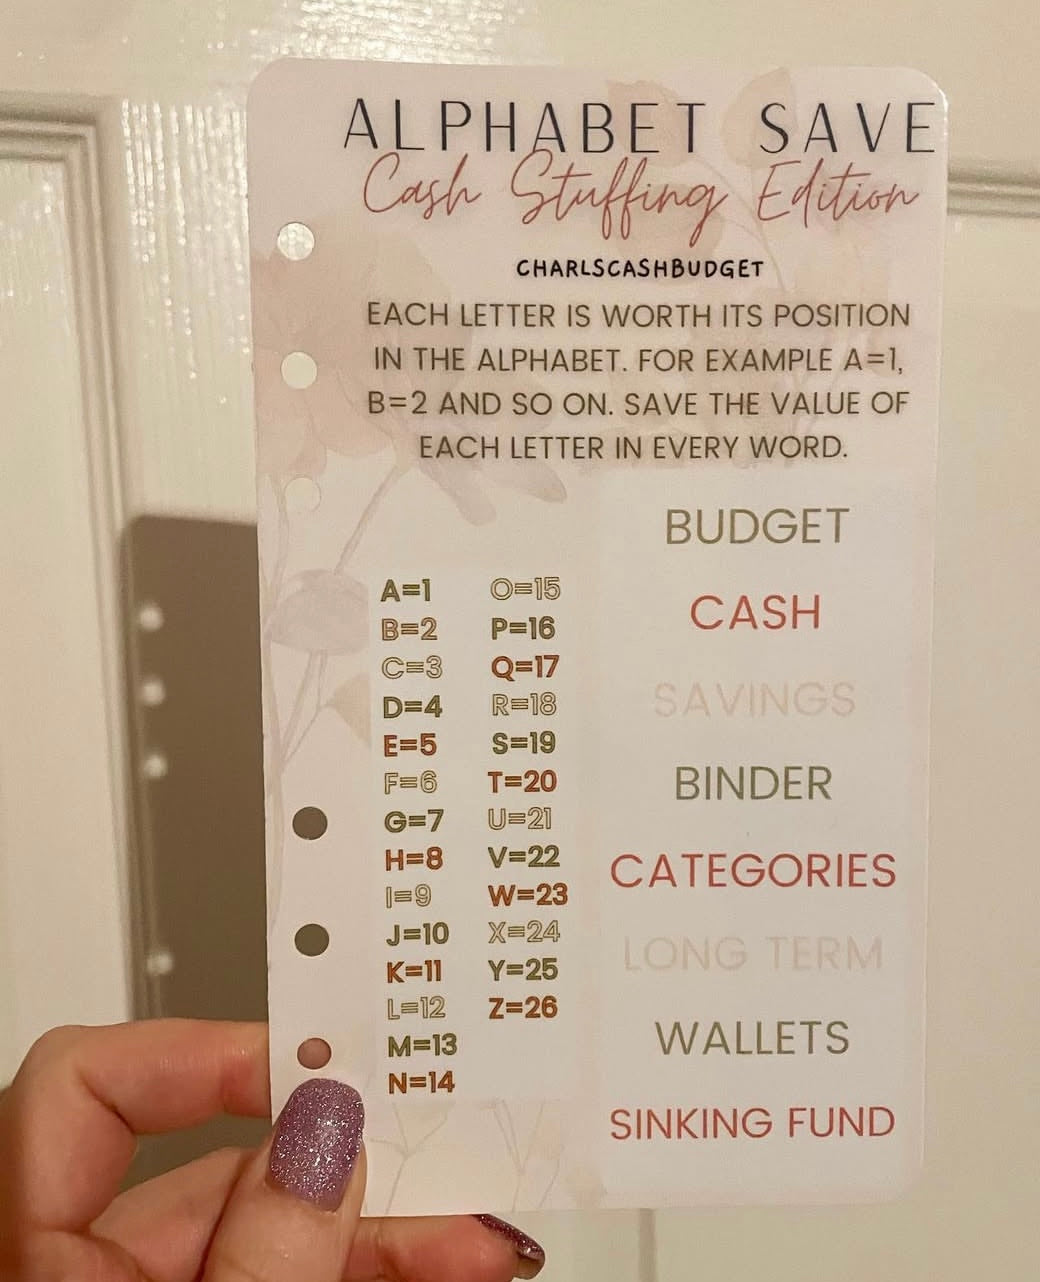 ALPHABET SAVE
Cash Stuffing Edition
CHARLSCASHBUDGET
EACH LETTER IS WORTH ITS POSITION
IN THE ALPHABET. FOR EXAMPLE A=1,
B=2 AND SO ON. SAVE THE VALUE OF
EACH LETTER IN EVERY WORD.
A=1
B=2
C=3
D=4
E=5
F=6
G=7
H=8
I=9
J=10
K=11
L=12
M=13
N=14
O=15
P=16
Q=17
R=18
S=19
T=20
U=21
V=22
W=23
X=24
Y=25
Z=26
BUDGET
CASH
SAVINGS
BINDER
CATEGORIES
LONG TERM
WALLETS
SINKING FUND